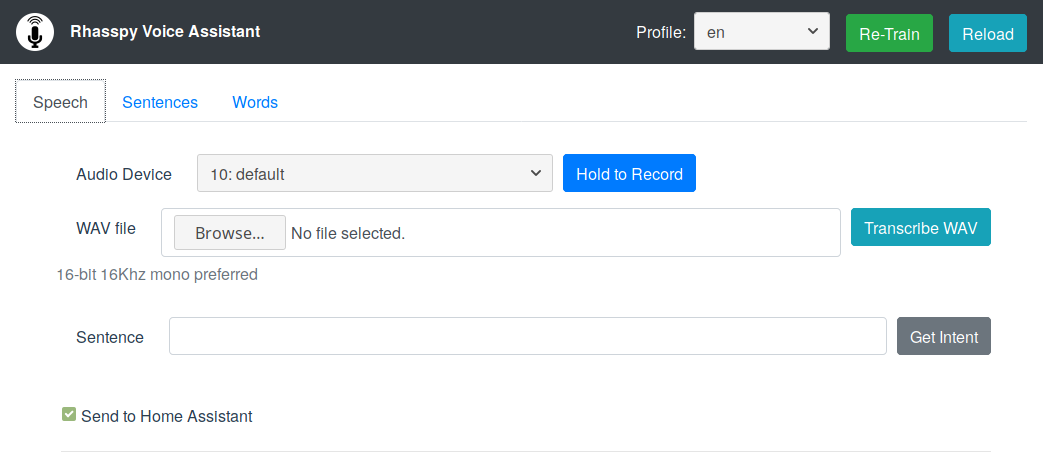 Rhasspy Voice Assistant Profile: en Re-Train Reload
Speech Sentences Words
Audio Device 10: default Hold to Record
WAV file Browse... No file selected. Transcribe WAV
16-bit 16Khz mono preferred
Sentence Get Intent
Send to Home Assistant